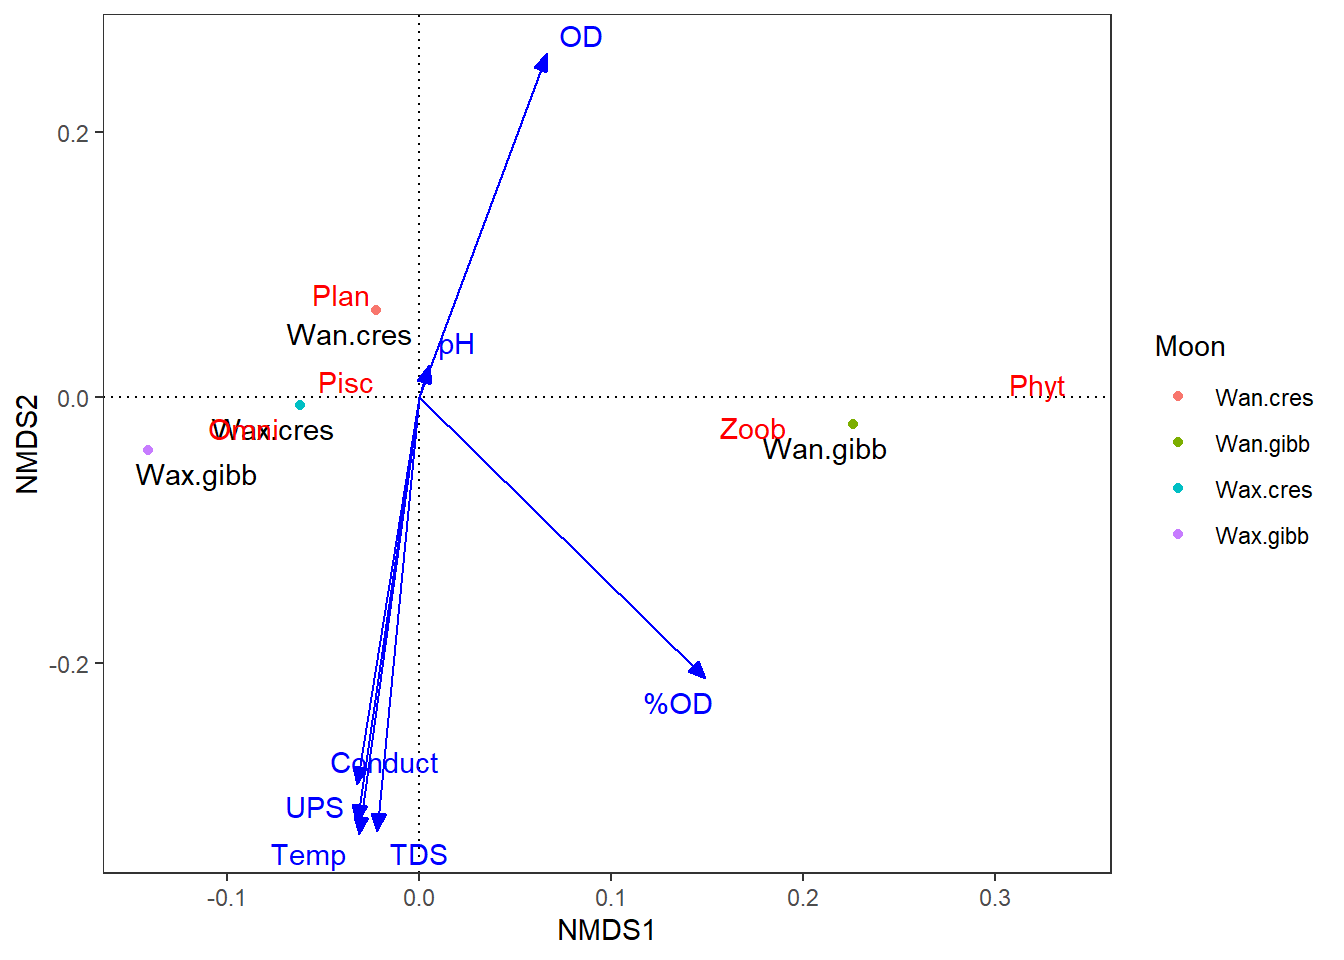 OD
0.2
Plan
Wan.cres
pH
Moon
Pisc
Phyt
0.0
Wan.cres
Omni
Wax.cres
Zoob
Wan.gibb
Wan.gibb
NMDS2
Wax.gibb
Wax.cres
Wax.gibb
-0.2
%OD
Conduct
UPS
Temp
TDS
-0.1
0.0
0.1
0.2
0.3
NMDS1